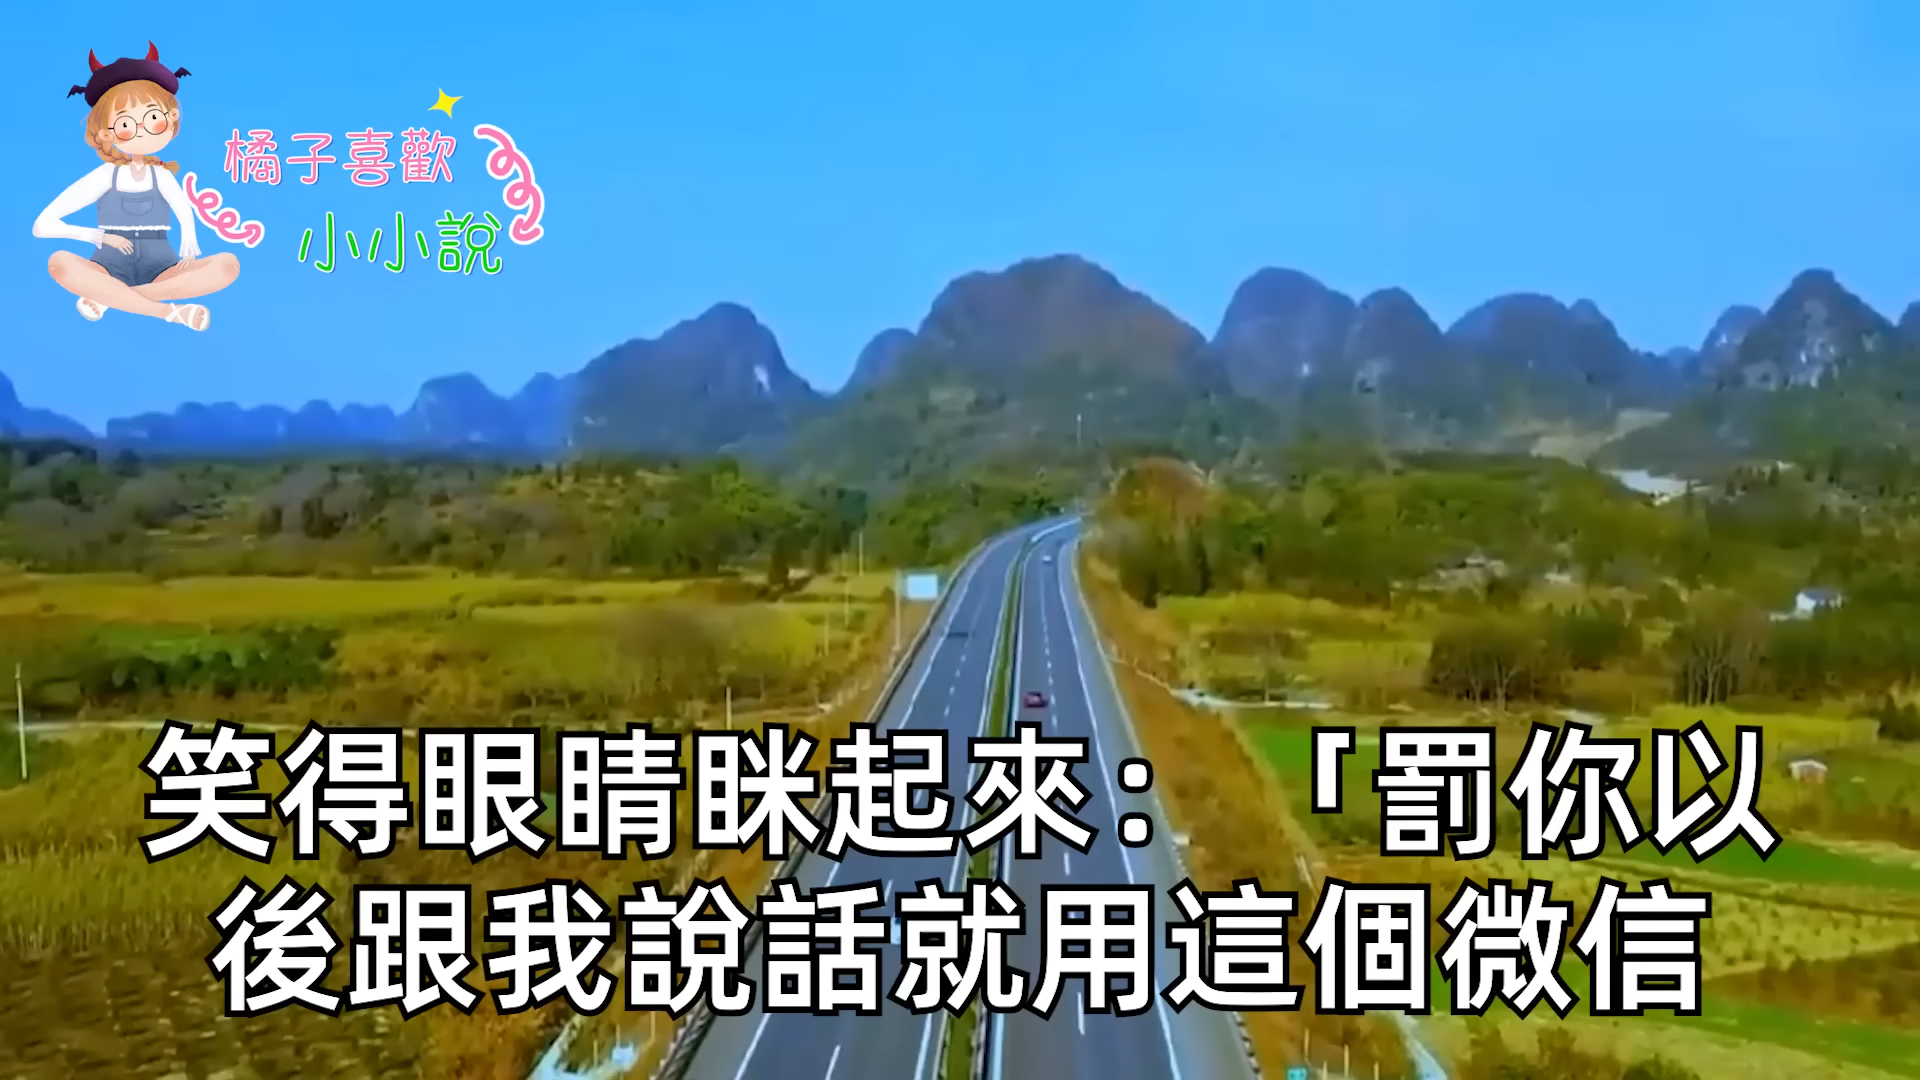 橘子喜歡
小小說
笑得眼睛眯起來：「罰你以
後跟我說話就用這個微信